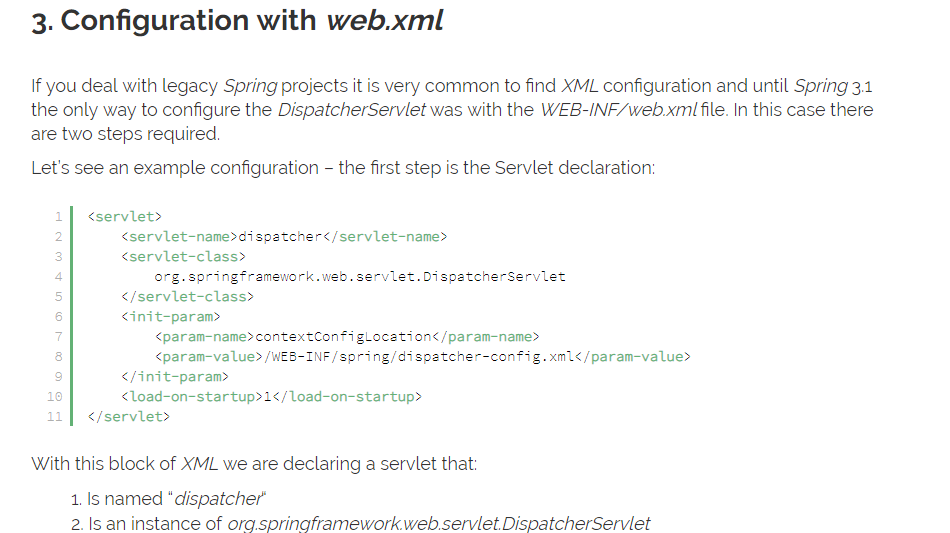 3. Configuration with web.xml
If you deal with legacy Spring projects it is very common to find XML configuration and until Spring 3.1
the only way to configure the DispatcherServlet was with the WEB-INF/web.xml file. In this case there
are two steps required.
Let's see an example configuration – the first step is the Servlet declaration:
1 <servlet>
2 <servlet-name>dispatcher</servlet-name>
3 <servlet-class>
4 org.springframework.web.servlet.DispatcherServlet
5 </servlet-class>
6 <init-param>
7 <param-name>contextConfigLocation</param-name>
8 <param-value>/WEB-INF/spring/dispatcher-config.xml</param-value>
9 </init-param>
10 <load-on-startup>1</load-on-startup>
11 </servlet>
With this block of XML we are declaring a servlet that:
1. Is named “dispatcher“
2. Is an instance of org.springframework.web.servlet.DispatcherServlet